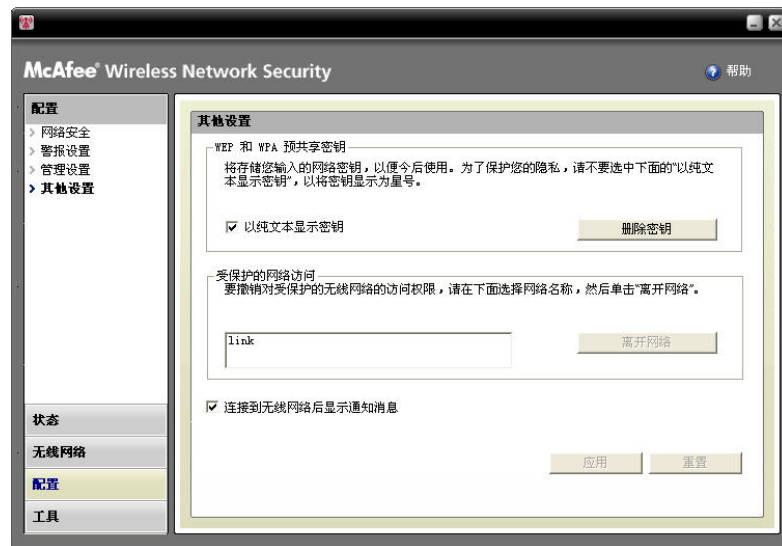 McAfee® Wireless Network Security
帮助
配置
网络安全
警报设置
管理设置
其他设置
状态
无线网络
配置
工具
其他设置
WEP 和 WPA 预共享密钥
将存储您输入的网络密钥，以便今后使用。为了保护您的隐私，请不要选中下面的“以纯文
本显示密钥”，以将密钥显示为星号。
以纯文本显示密钥
删除密钥
受保护的网络访问
要撤销对受保护的无线网络的访问权限，请在下面选择网络名称，然后单击“离开网络”。
link
离开网络
连接到无线网络后显示通知消息
应用
重置